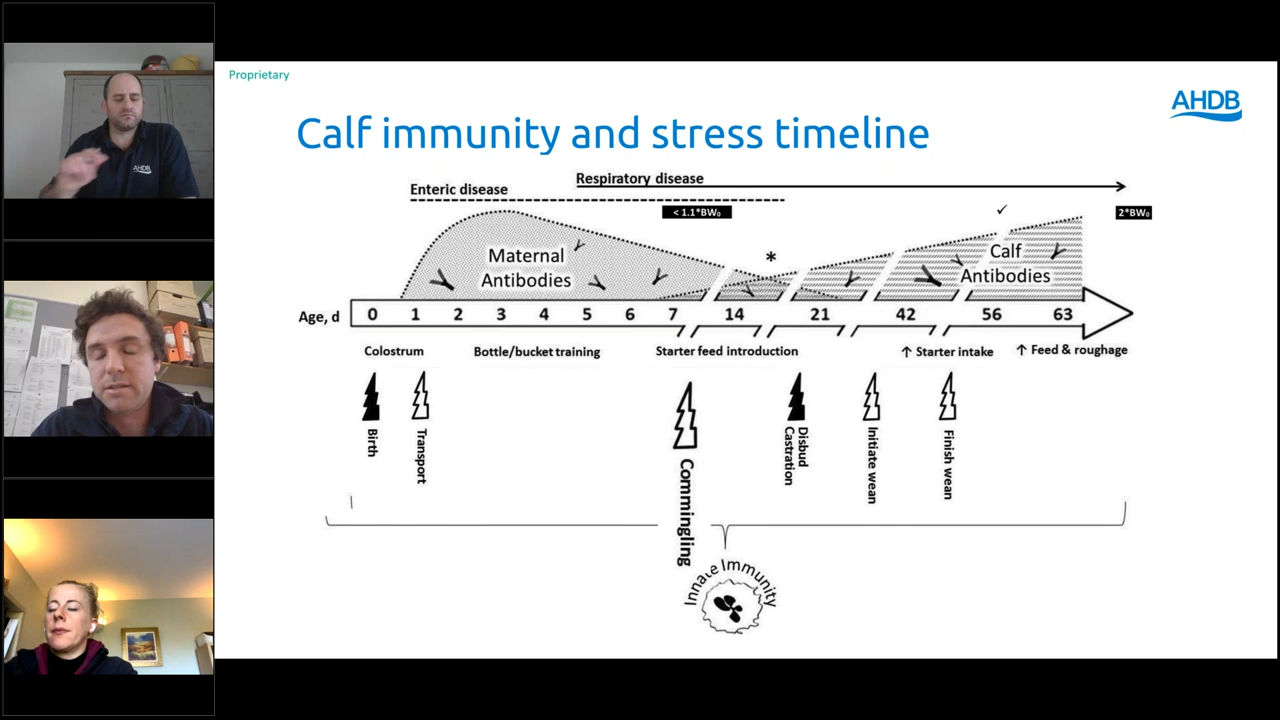 Proprietary
AHDB
Calf immunity and stress timeline
Respiratory disease
Enteric disease
< 1.1*BW₀
2*BW₀
*
Maternal
Antibodies
Calf
Antibodies
Age, d 0 1 2 3 4 5 6 7 14 21 42 56 63
Colostrum Bottle/bucket training Starter feed introduction ↑ Starter intake ↑ Feed & roughage
Birth
Transport
Commingling
Disbud
Castration
Initiate wean
Finish wean
Innate Immunity
AHDB